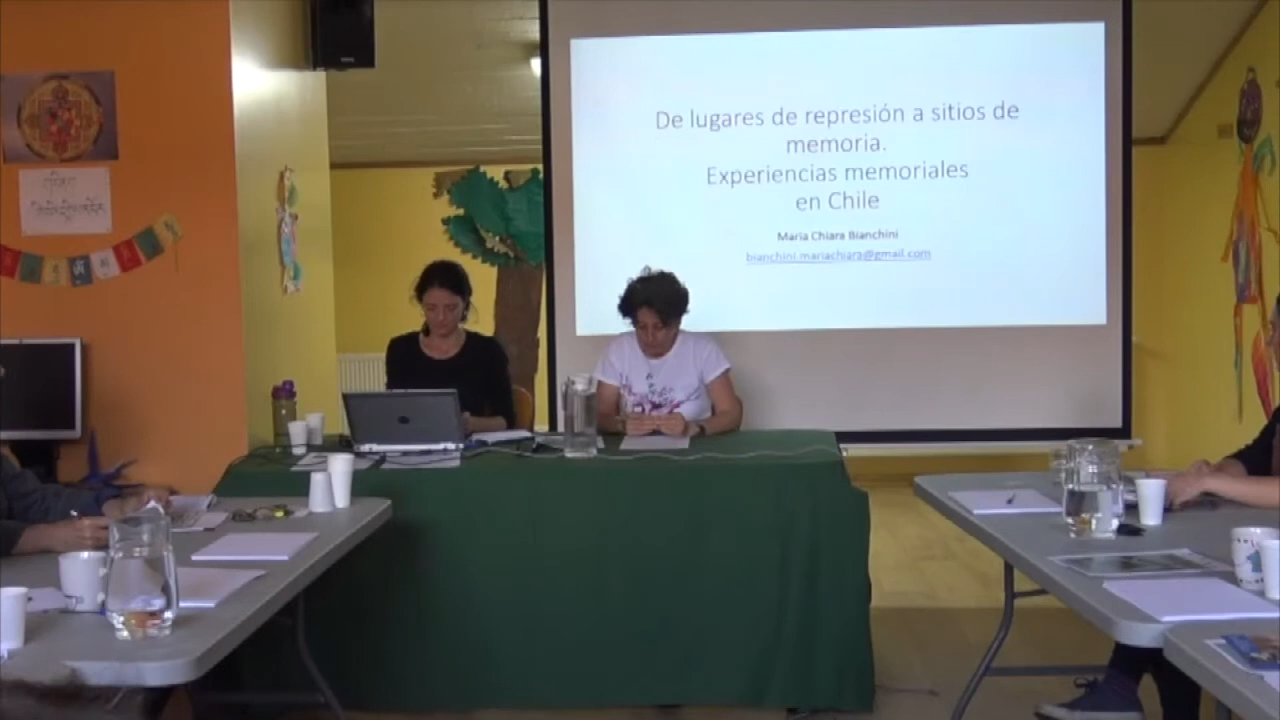 De lugares de represión a sitios de
memoria.
Experiencias memoriales
en Chile
Maria Chiara Bianchini
bianchini.mariachiara@gmail.com